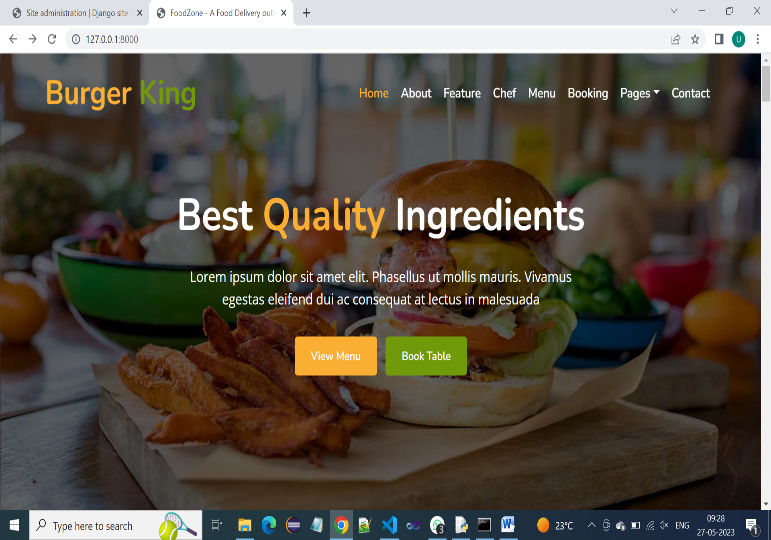 Site administration | Django site
FoodZone - A Food Delivery out
127.0.0.1:8000
U
Burger King
Home About Feature Chef Menu Booking Pages Contact
Best Quality Ingredients
Lorem ipsum dolor sit amet elit. Phasellus ut mollis mauris. Vivamus
egestas eleifend dui ac consequat at lectus in malesuada
View Menu Book Table
Type here to search
23°C
ENG
09:28
27-05-2023